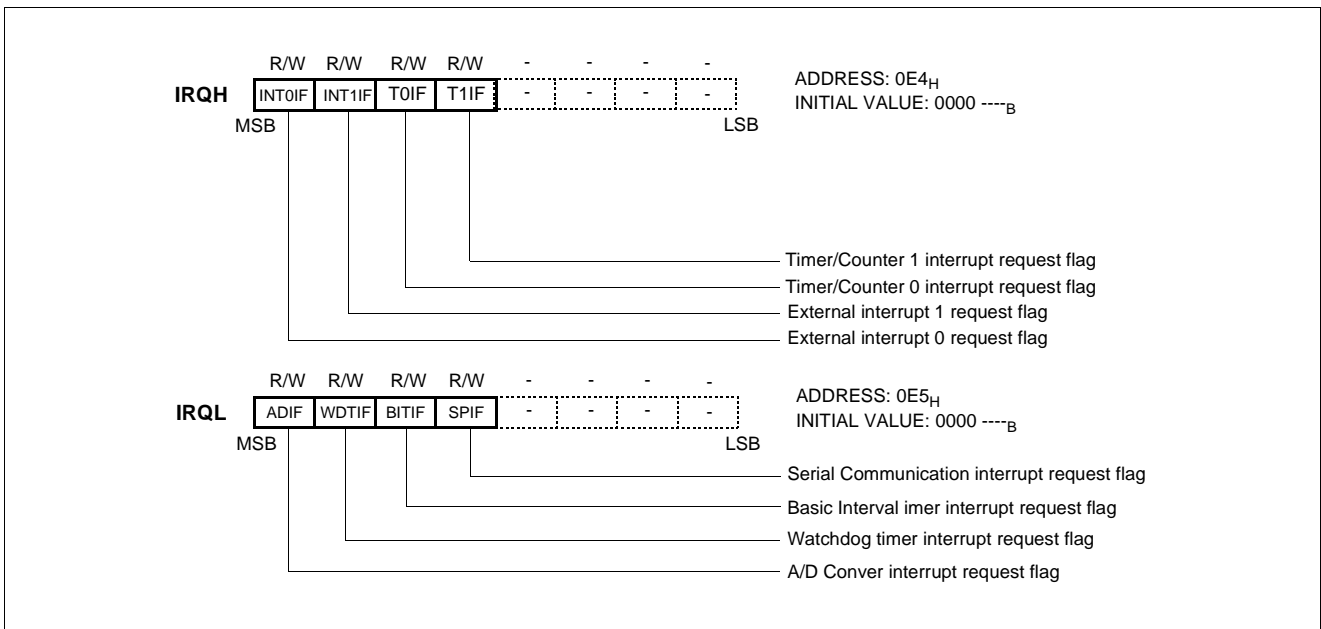 R/W R/W R/W R/W - - - -
IRQH INT0IF INT1IF T0IF T1IF - - - -
MSB LSB
ADDRESS: 0E4H
INITIAL VALUE: 0000 ----B
Timer/Counter 1 interrupt request flag
Timer/Counter 0 interrupt request flag
External interrupt 1 request flag
External interrupt 0 request flag
R/W R/W R/W R/W - - - -
IRQL ADIF WDTIF BITIF SPIF - - - -
MSB LSB
ADDRESS: 0E5H
INITIAL VALUE: 0000 ----B
Serial Communication interrupt request flag
Basic Interval imer interrupt request flag
Watchdog timer interrupt request flag
A/D Conver interrupt request flag